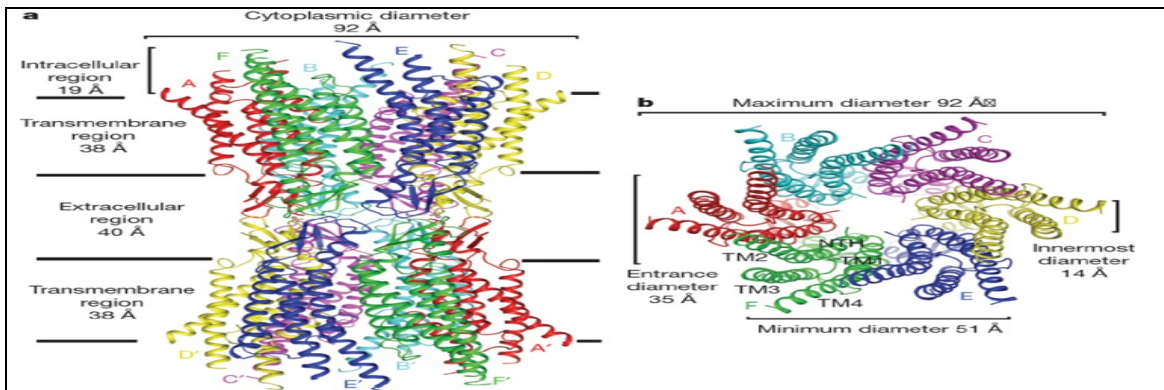 a
Cytoplasmic diameter
92 Å
F
B
E
C
D
A
Intracellular
region
19 Å
Transmembrane
region
38 Å
Extracellular
region
40 Å
Transmembrane
region
38 Å
D′
C′
E′
B′
F′
A′
b
Maximum diameter 92 Å
B
C
A
D
NTH
TM1
TM2
TM3
TM4
F
E
Entrance
diameter
35 Å
Innermost
diameter
14 Å
Minimum diameter 51 Å